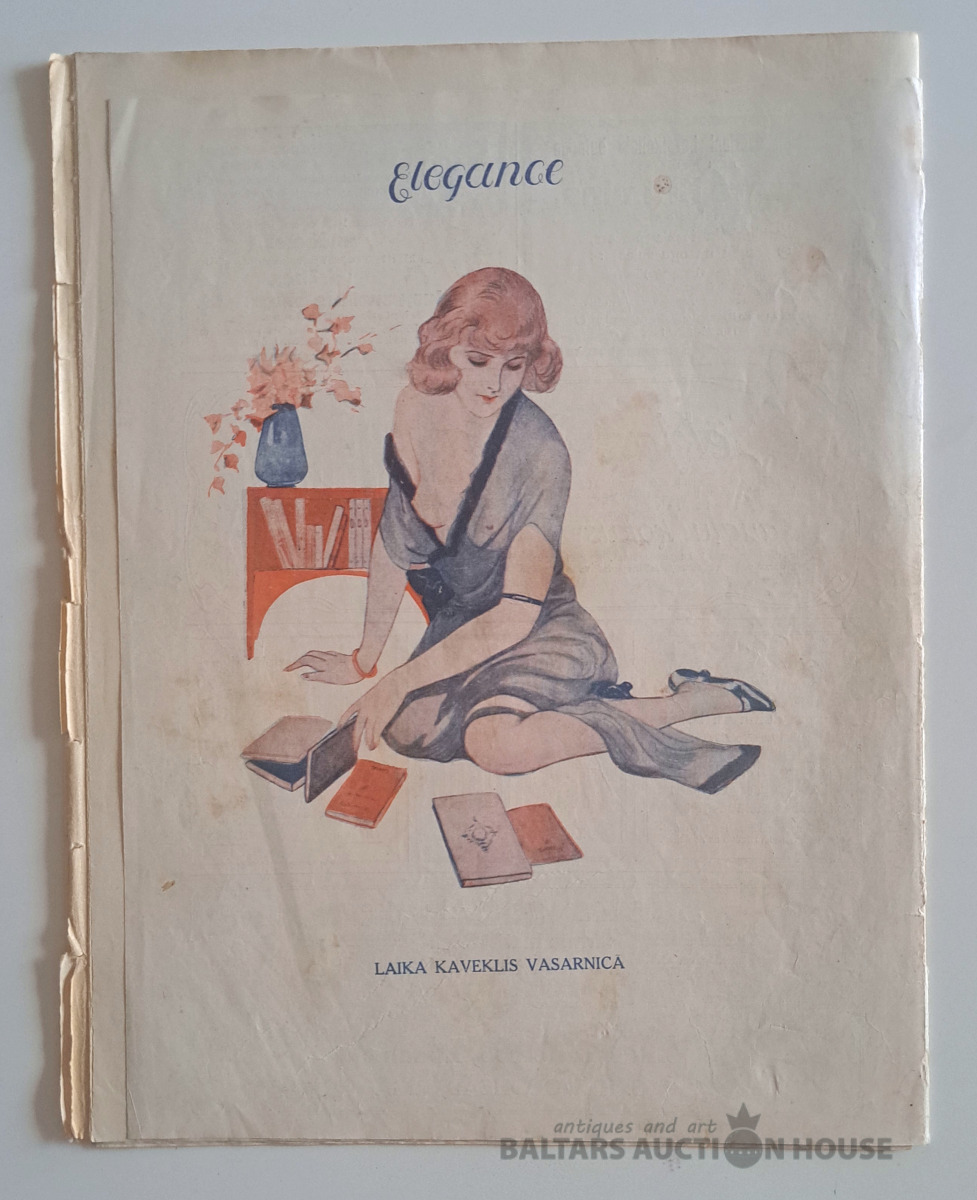 Elegance
LAIKA KAVEKLIS VASARNICĀ
antiques and art
BALTARS AUCTION HOUSE